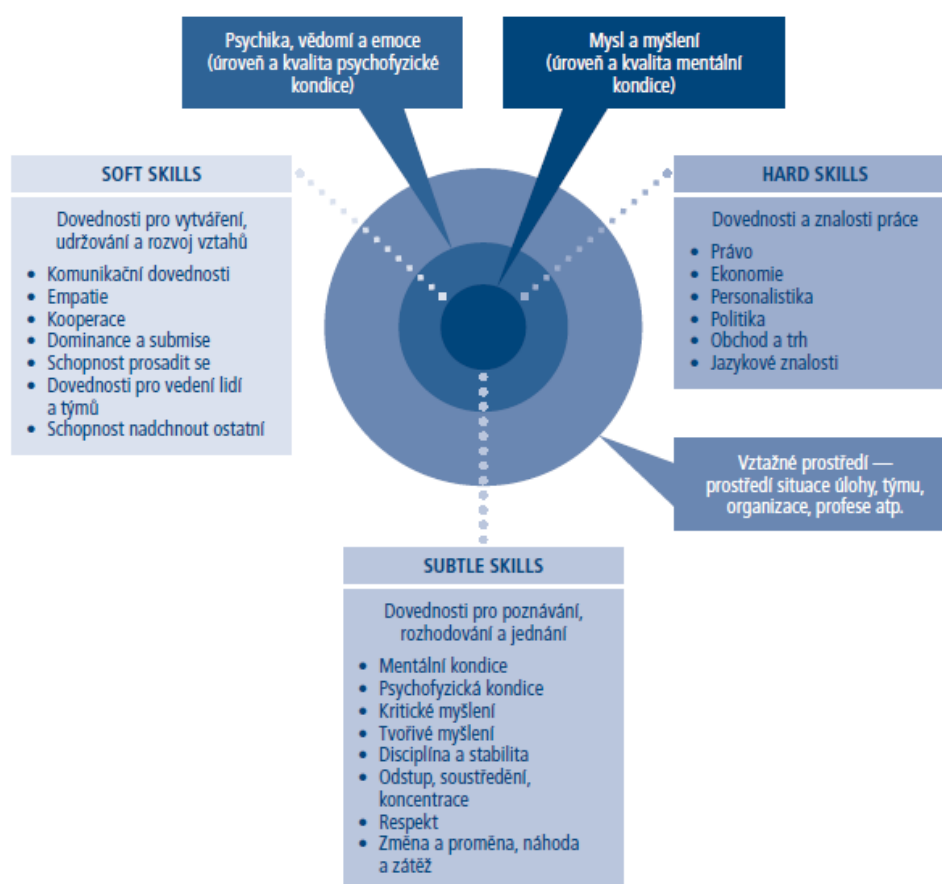 Psychika, vědomí a emoce
(úroveň a kvalita psychofyzické
kondice)
Mysl a myšlení
(úroveň a kvalita mentální
kondice)
SOFT SKILLS
Dovednosti pro vytváření,
udržování a rozvoj vztahů
• Komunikační dovednosti
• Empatie
• Kooperace
• Dominance a submise
• Schopnost prosadit se
• Dovednosti pro vedení lidí
a týmů
• Schopnost nadchnout ostatní
HARD SKILLS
Dovednosti a znalosti práce
• Právo
• Ekonomie
• Personalistika
• Politika
• Obchod a trh
• Jazykové znalosti
Vztažné prostředí —
prostředí situace úlohy, týmu,
organizace, profese atp.
SUBTLE SKILLS
Dovednosti pro poznávání,
rozhodování a jednání
• Mentální kondice
• Psychofyzická kondice
• Kritické myšlení
• Tvořivé myšlení
• Disciplína a stabilita
• Odstup, soustředění,
koncentrace
• Respekt
• Změna a proměna, náhoda
a zátěž